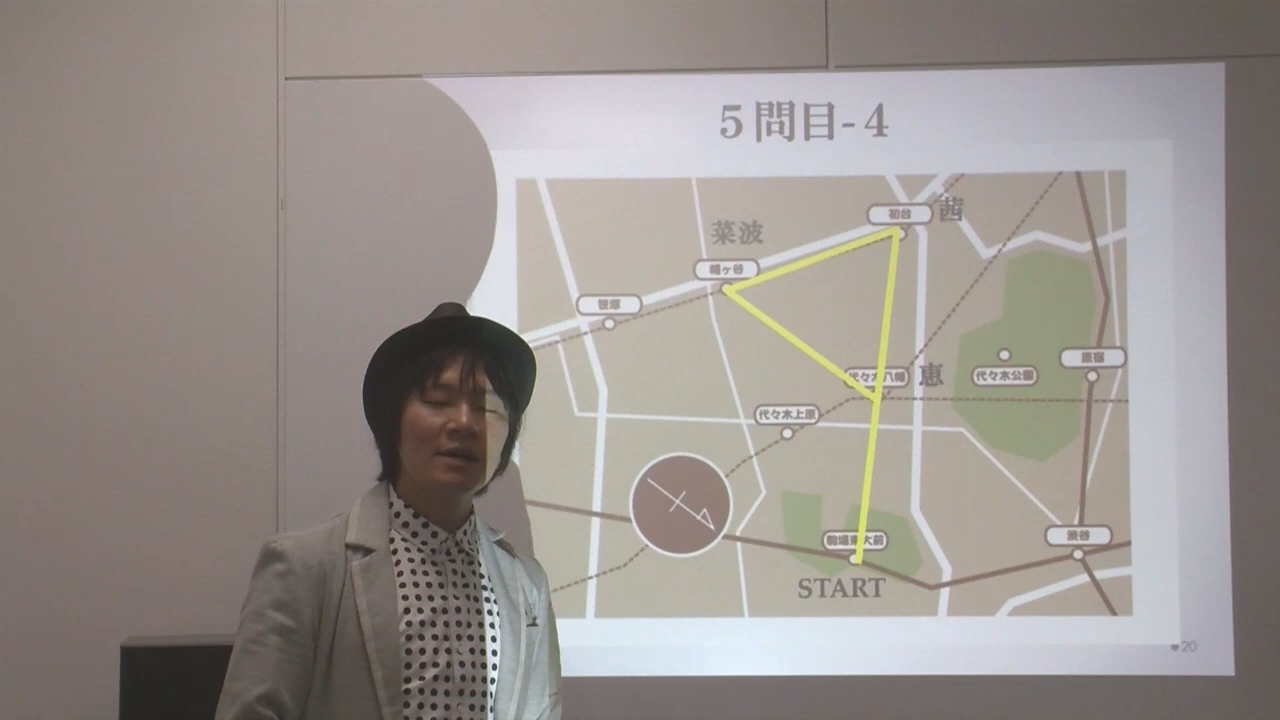 5問目-4
初台
茜
菜波
幡ヶ谷
笹塚
代々木八幡
恵
代々木公園
原宿
代々木上原
駒場東大前
渋谷
START
20